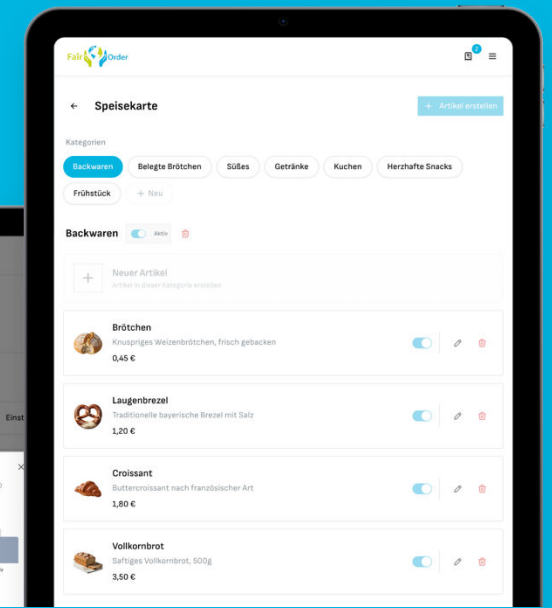 Fair Order
2
Speisekarte
+ Artikel erstellen
Kategorien
Backwaren
Belegte Brötchen
Süßes
Getränke
Kuchen
Herzhafte Snacks
Frühstück
+ Neu
Backwaren
Aktiv
Neuer Artikel
Artikel in dieser Kategorie erstellen
Brötchen
Knuspriges Weizenbrötchen, frisch gebacken
0,45 €
Laugenbrezel
Traditionelle bayerische Brezel mit Salz
1,20 €
Croissant
Buttercroissant nach französischer Art
1,80 €
Vollkornbrot
Saftiges Vollkornbrot, 500g
3,50 €
Einst